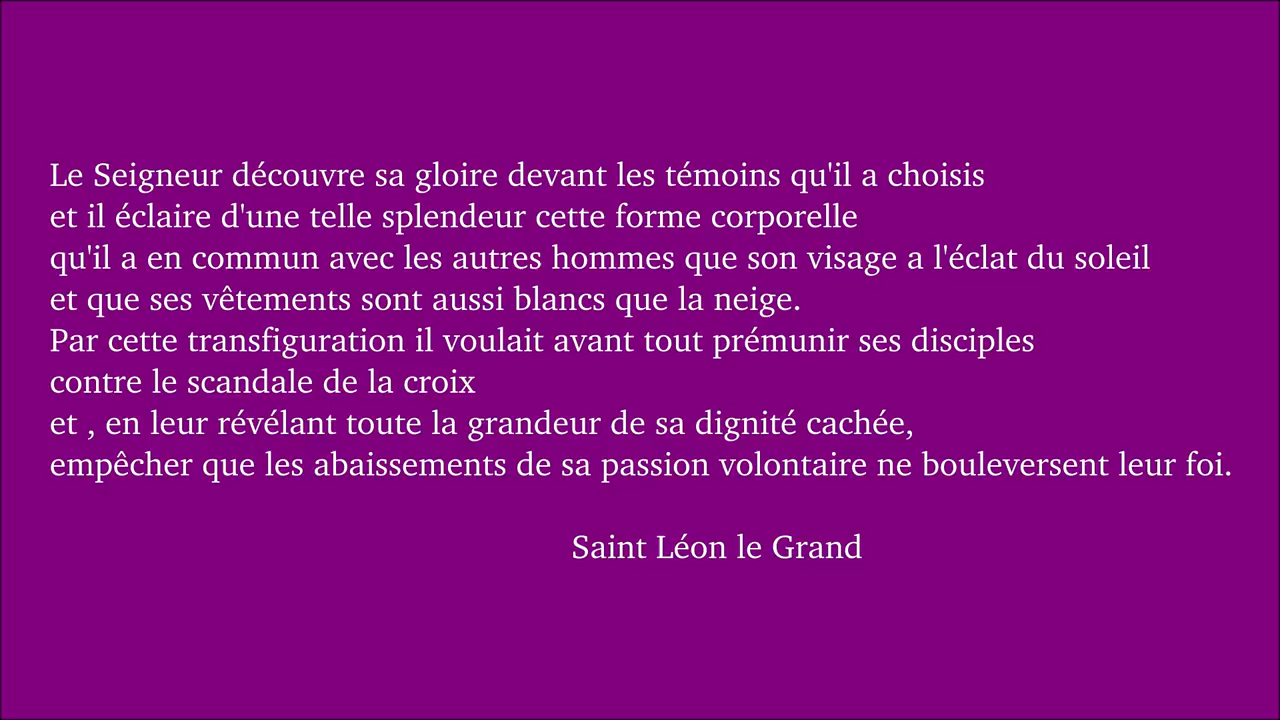 Le Seigneur découvre sa gloire devant les témoins qu'il a choisis
et il éclaire d'une telle splendeur cette forme corporelle
qu'il a en commun avec les autres hommes que son visage a l'éclat du soleil
et que ses vêtements sont aussi blancs que la neige.
Par cette transfiguration il voulait avant tout prémunir ses disciples
contre le scandale de la croix
et , en leur révélant toute la grandeur de sa dignité cachée,
empêcher que les abaissements de sa passion volontaire ne bouleversent leur foi.
Saint Léon le Grand